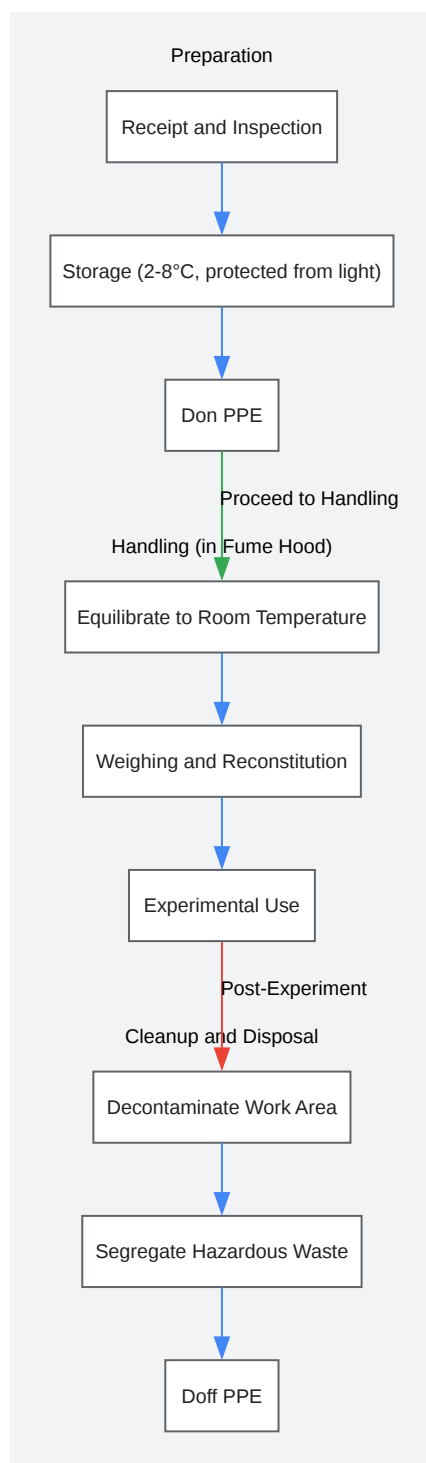 Preparation
Receipt and Inspection
Storage (2-8°C, protected from light)
Don PPE
Proceed to Handling
Handling (in Fume Hood)
Equilibrate to Room Temperature
Weighing and Reconstitution
Experimental Use
Post-Experiment
Cleanup and Disposal
Decontaminate Work Area
Segregate Hazardous Waste
Doff PPE